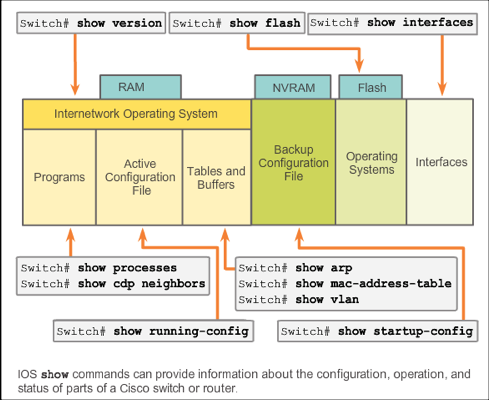 Switch# show version
Switch# show flash
Switch# show interfaces
RAM
NVRAM
Flash
Internetwork Operating System
Programs
Active
Configuration
File
Tables and
Buffers
Backup
Configuration
File
Operating
Systems
Interfaces
Switch# show processes
Switch# show cdp neighbors
Switch# show arp
Switch# show mac-address-table
Switch# show vlan
Switch# show running-config
Switch# show startup-config
IOS show commands can provide information about the configuration, operation, and
status of parts of a Cisco switch or router.